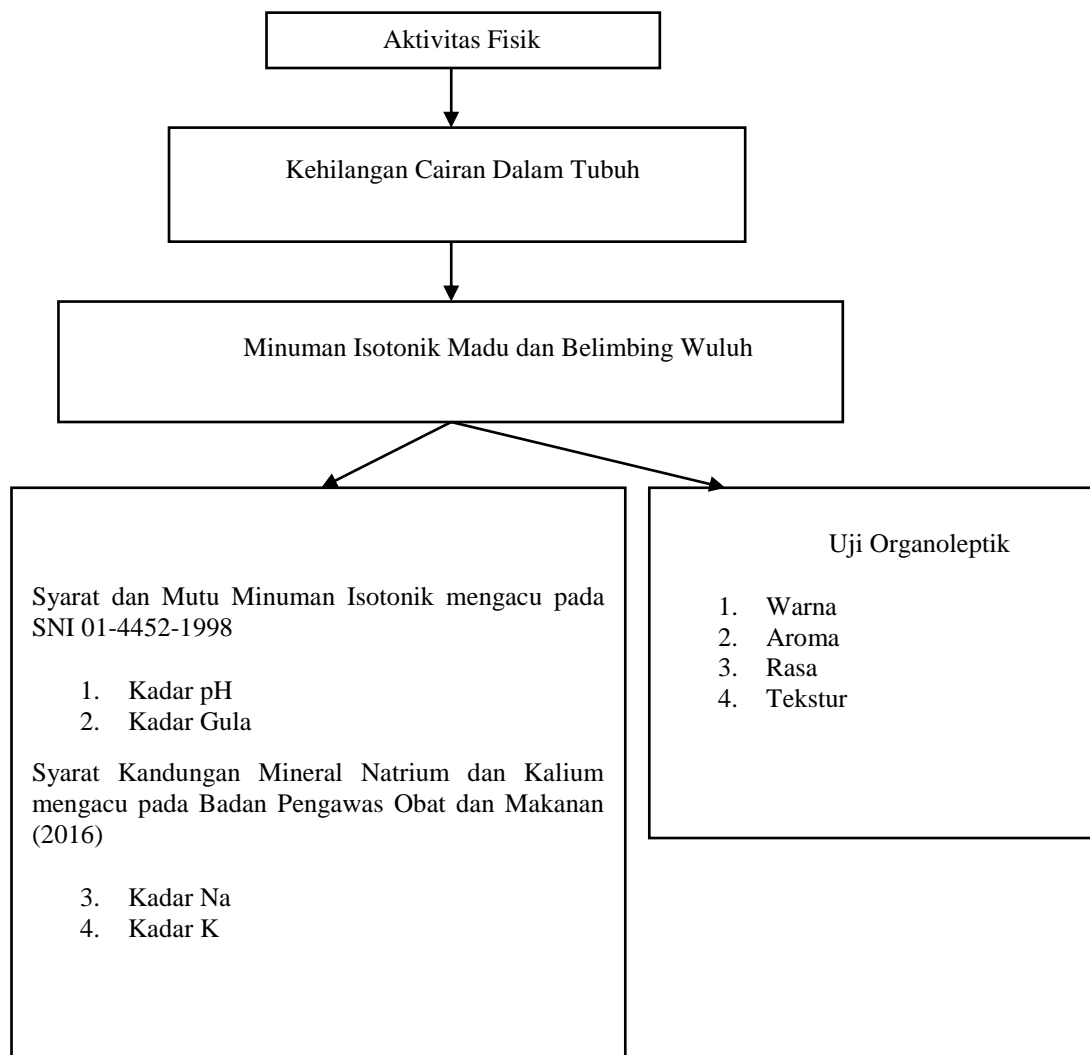 Aktivitas Fisik
Kehilangan Cairan Dalam Tubuh
Minuman Isotonik Madu dan Belimbing Wuluh
Syarat dan Mutu Minuman Isotonik mengacu pada
SNI 01-4452-1998
1. Kadar pH
2. Kadar Gula
Syarat Kandungan Mineral Natrium dan Kalium
mengacu pada Badan Pengawas Obat dan Makanan
(2016)
3. Kadar Na
4. Kadar K
Uji Organoleptik
1. Warna
2. Aroma
3. Rasa
4. Tekstur